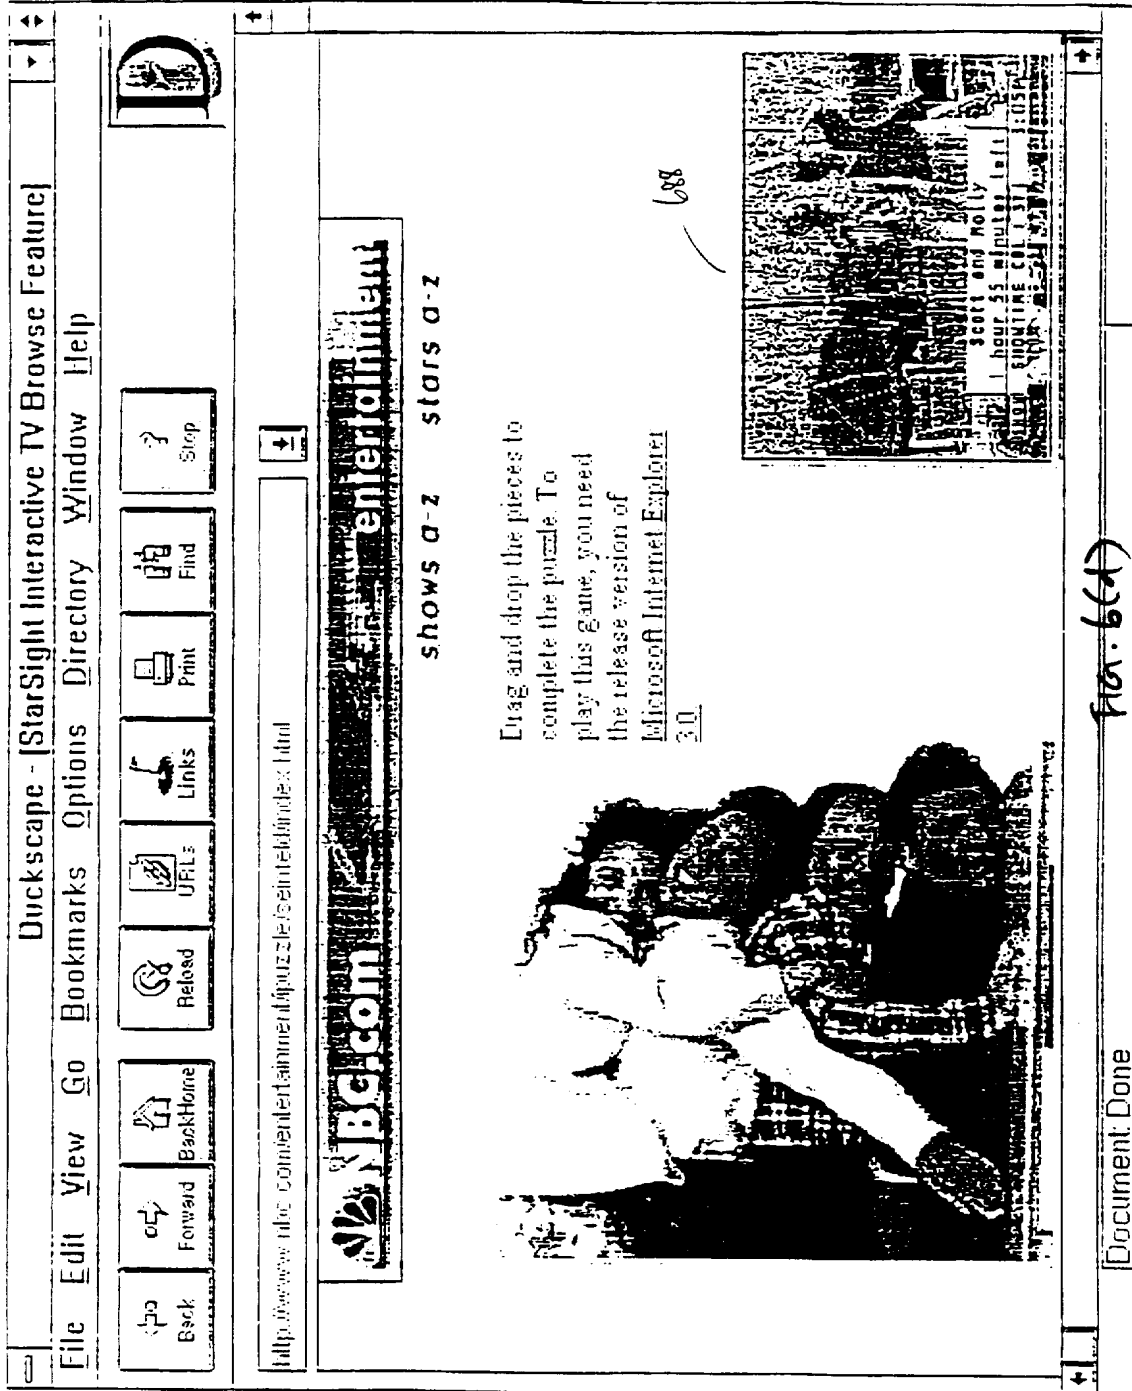 Duckscape - [StarSight Interactive TV Browse Feature]
File Edit View Go Bookmarks Options Directory Window Help
Back Forward BackHome Reload URLs Links Print Find Stop
NBC.com entertainment
shows a-z stars a-z
Drag and drop the pieces to
complete the puzzle. To
play this game, you need
the release version of
Microsoft Internet Explorer
3.0.
688
Scott and Molly
1 hour 55 minutes left
SHOWTIME
Document: Done
FIG. 6(d)